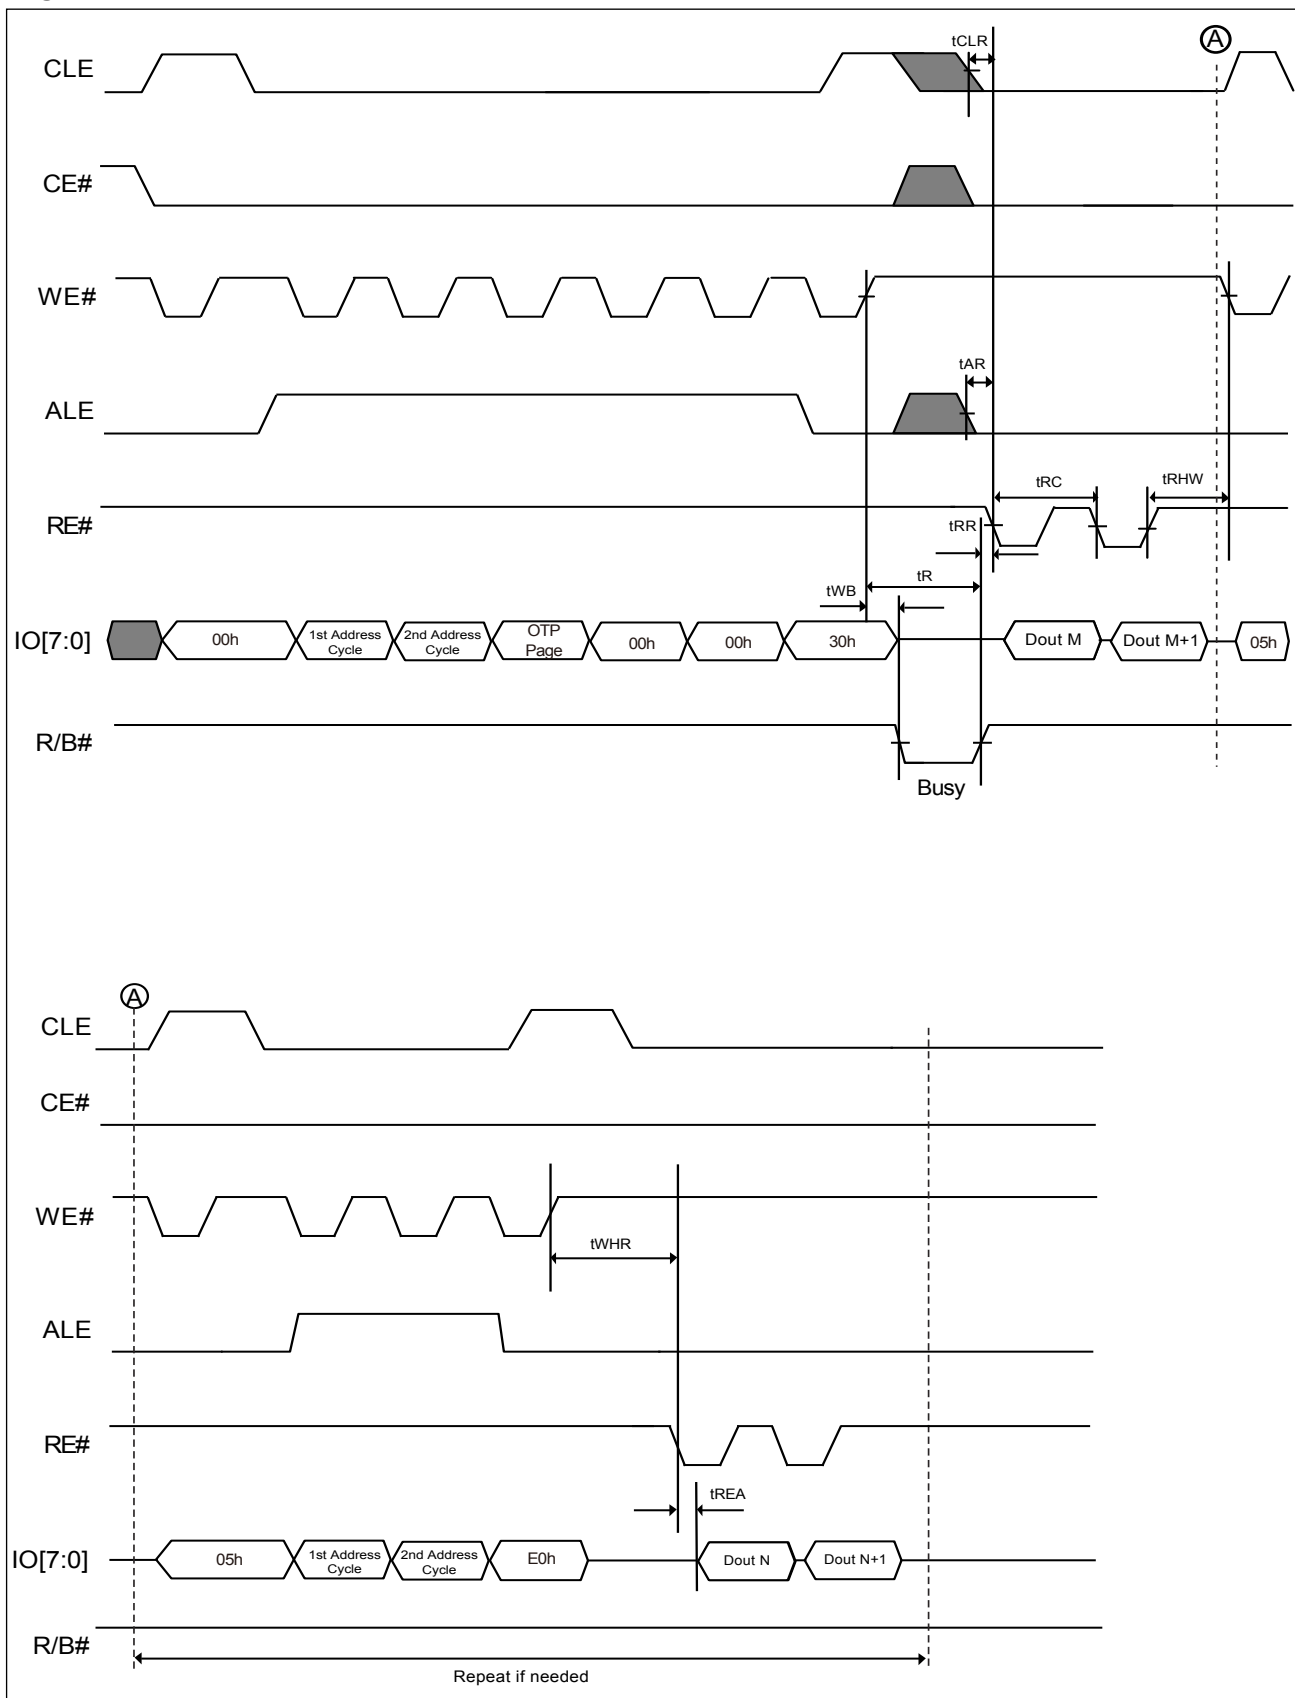 tCLR
A
CLE
CE#
WE#
tAR
ALE
tRC
tRHW
RE#
tRR
tR
tWB
IO[7:0]
00h
1st Address
Cycle
2nd Address
Cycle
OTP
Page
00h
00h
30h
Dout M
Dout M+1
05h
R/B#
Busy
A
CLE
CE#
WE#
tWHR
ALE
RE#
tREA
IO[7:0]
05h
1st Address
Cycle
2nd Address
Cycle
E0h
Dout N
Dout N+1
R/B#
Repeat if needed